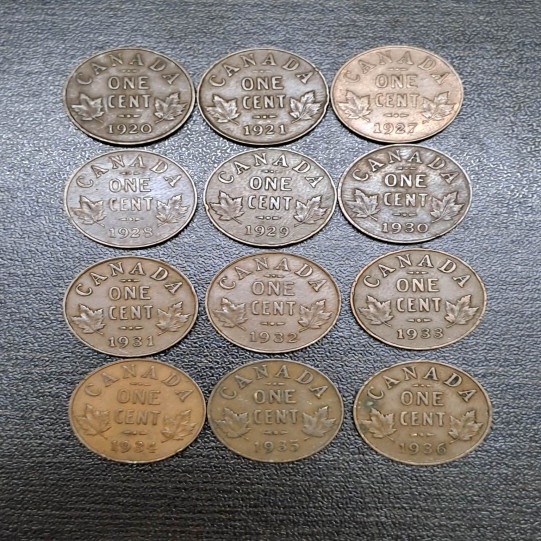 CANADA
ONE
CENT
1920
CANADA
ONE
CENT
1921
CANADA
ONE
CENT
1927
CANADA
ONE
CENT
1928
CANADA
ONE
CENT
1929
CANADA
ONE
CENT
1930
CANADA
ONE
CENT
1931
CANADA
ONE
CENT
1932
CANADA
ONE
CENT
1933
CANADA
ONE
CENT
1934
CANADA
ONE
CENT
1935
CANADA
ONE
CENT
1936